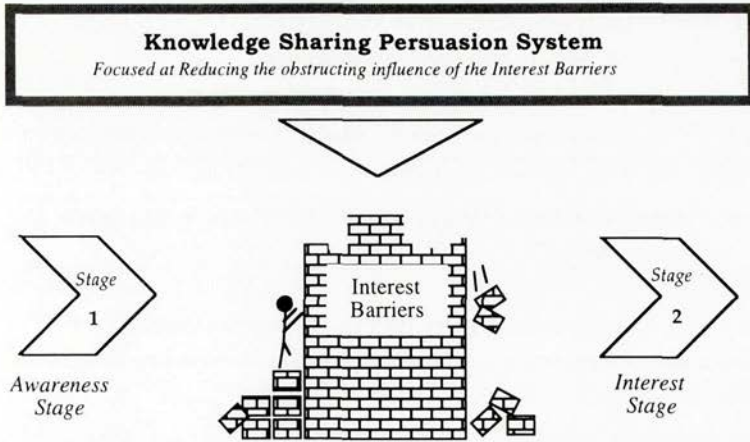 Knowledge Sharing Persuasion System
Focused at Reducing the obstructing influence of the Interest Barriers
Stage
1
Awareness
Stage
Interest
Barriers
Stage
2
Interest
Stage